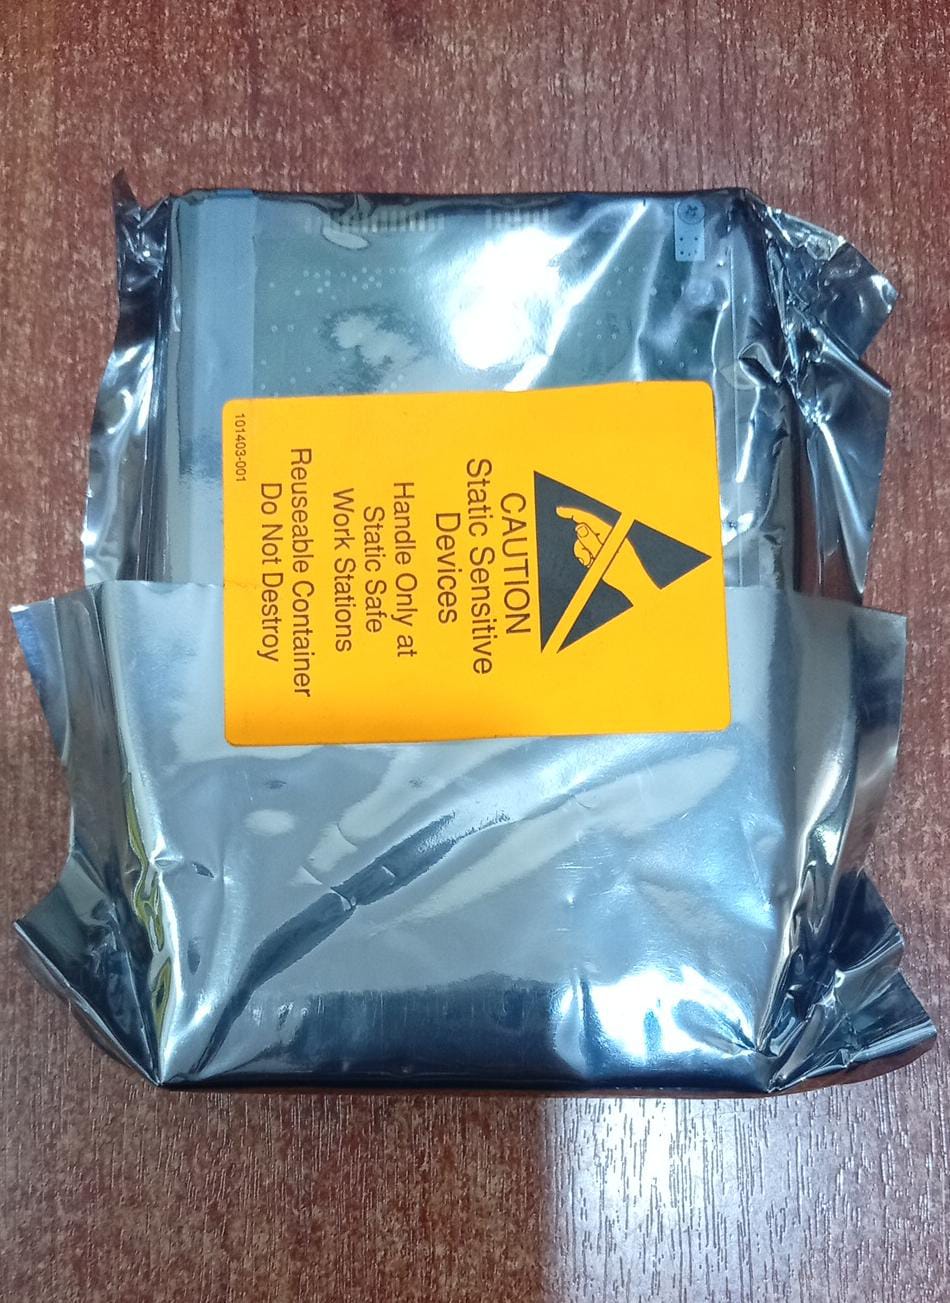 CAUTION
Static Sensitive
Devices
Handle Only at
Static Safe
Work Stations
Reuseable Container
Do Not Destroy
101403-001